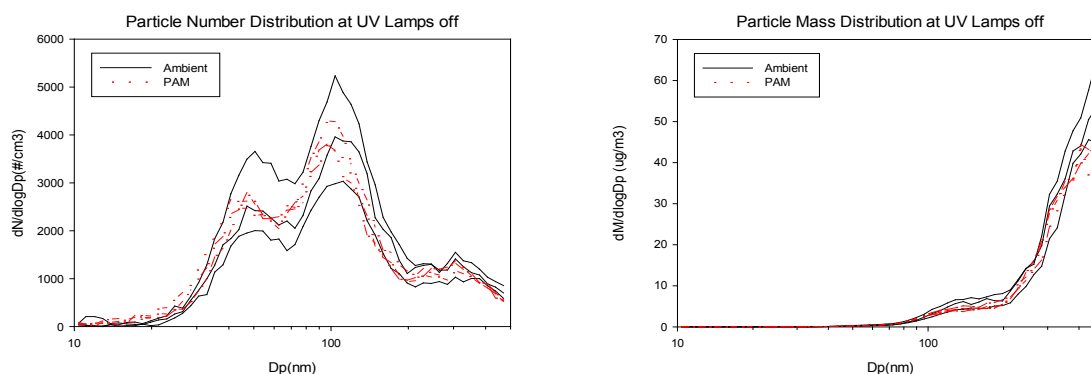 Particle Number Distribution at UV Lamps off
6000
5000
4000
3000
2000
1000
0
dN/dlogDp(#/cm3)
Ambient
PAM
10
100
Dp(nm)
Particle Mass Distribution at UV Lamps off
70
60
50
40
30
20
10
0
dM/dlogDp (ug/m3)
Ambient
PAM
10
100
Dp(nm)